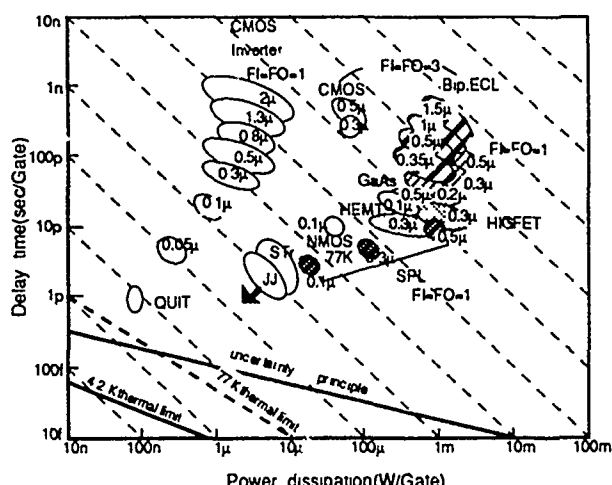 10n
CMOS
Inverter
FI=FO=1
FI=FO=3
Bip.ECL
1n
2μ
1.3μ
0.8μ
0.5μ
0.3μ
CMOS
0.5μ
0.3μ
1.5μ
1μ
0.5μ
0.35μ
FI=FO=1
0.5μ
0.3μ
100p
GaAs
0.5μ
0.2μ
0.1μ
0.1μ
HEMT
0.3μ
0.3μ
HIGFET
0.5μ
10p
0.1μ
NMOS
77K
0.05μ
ST
JJ
0.1μ
3μ
SPL
FI=FO=1
1p
QUIT
100f
uncertainty principle
77 K thermal limit
4.2 K thermal limit
10f
10n 100n 1μ 10μ 100μ 1m 10m 100m
Delay time(sec/Gate)
Power dissipation(W/Gate)